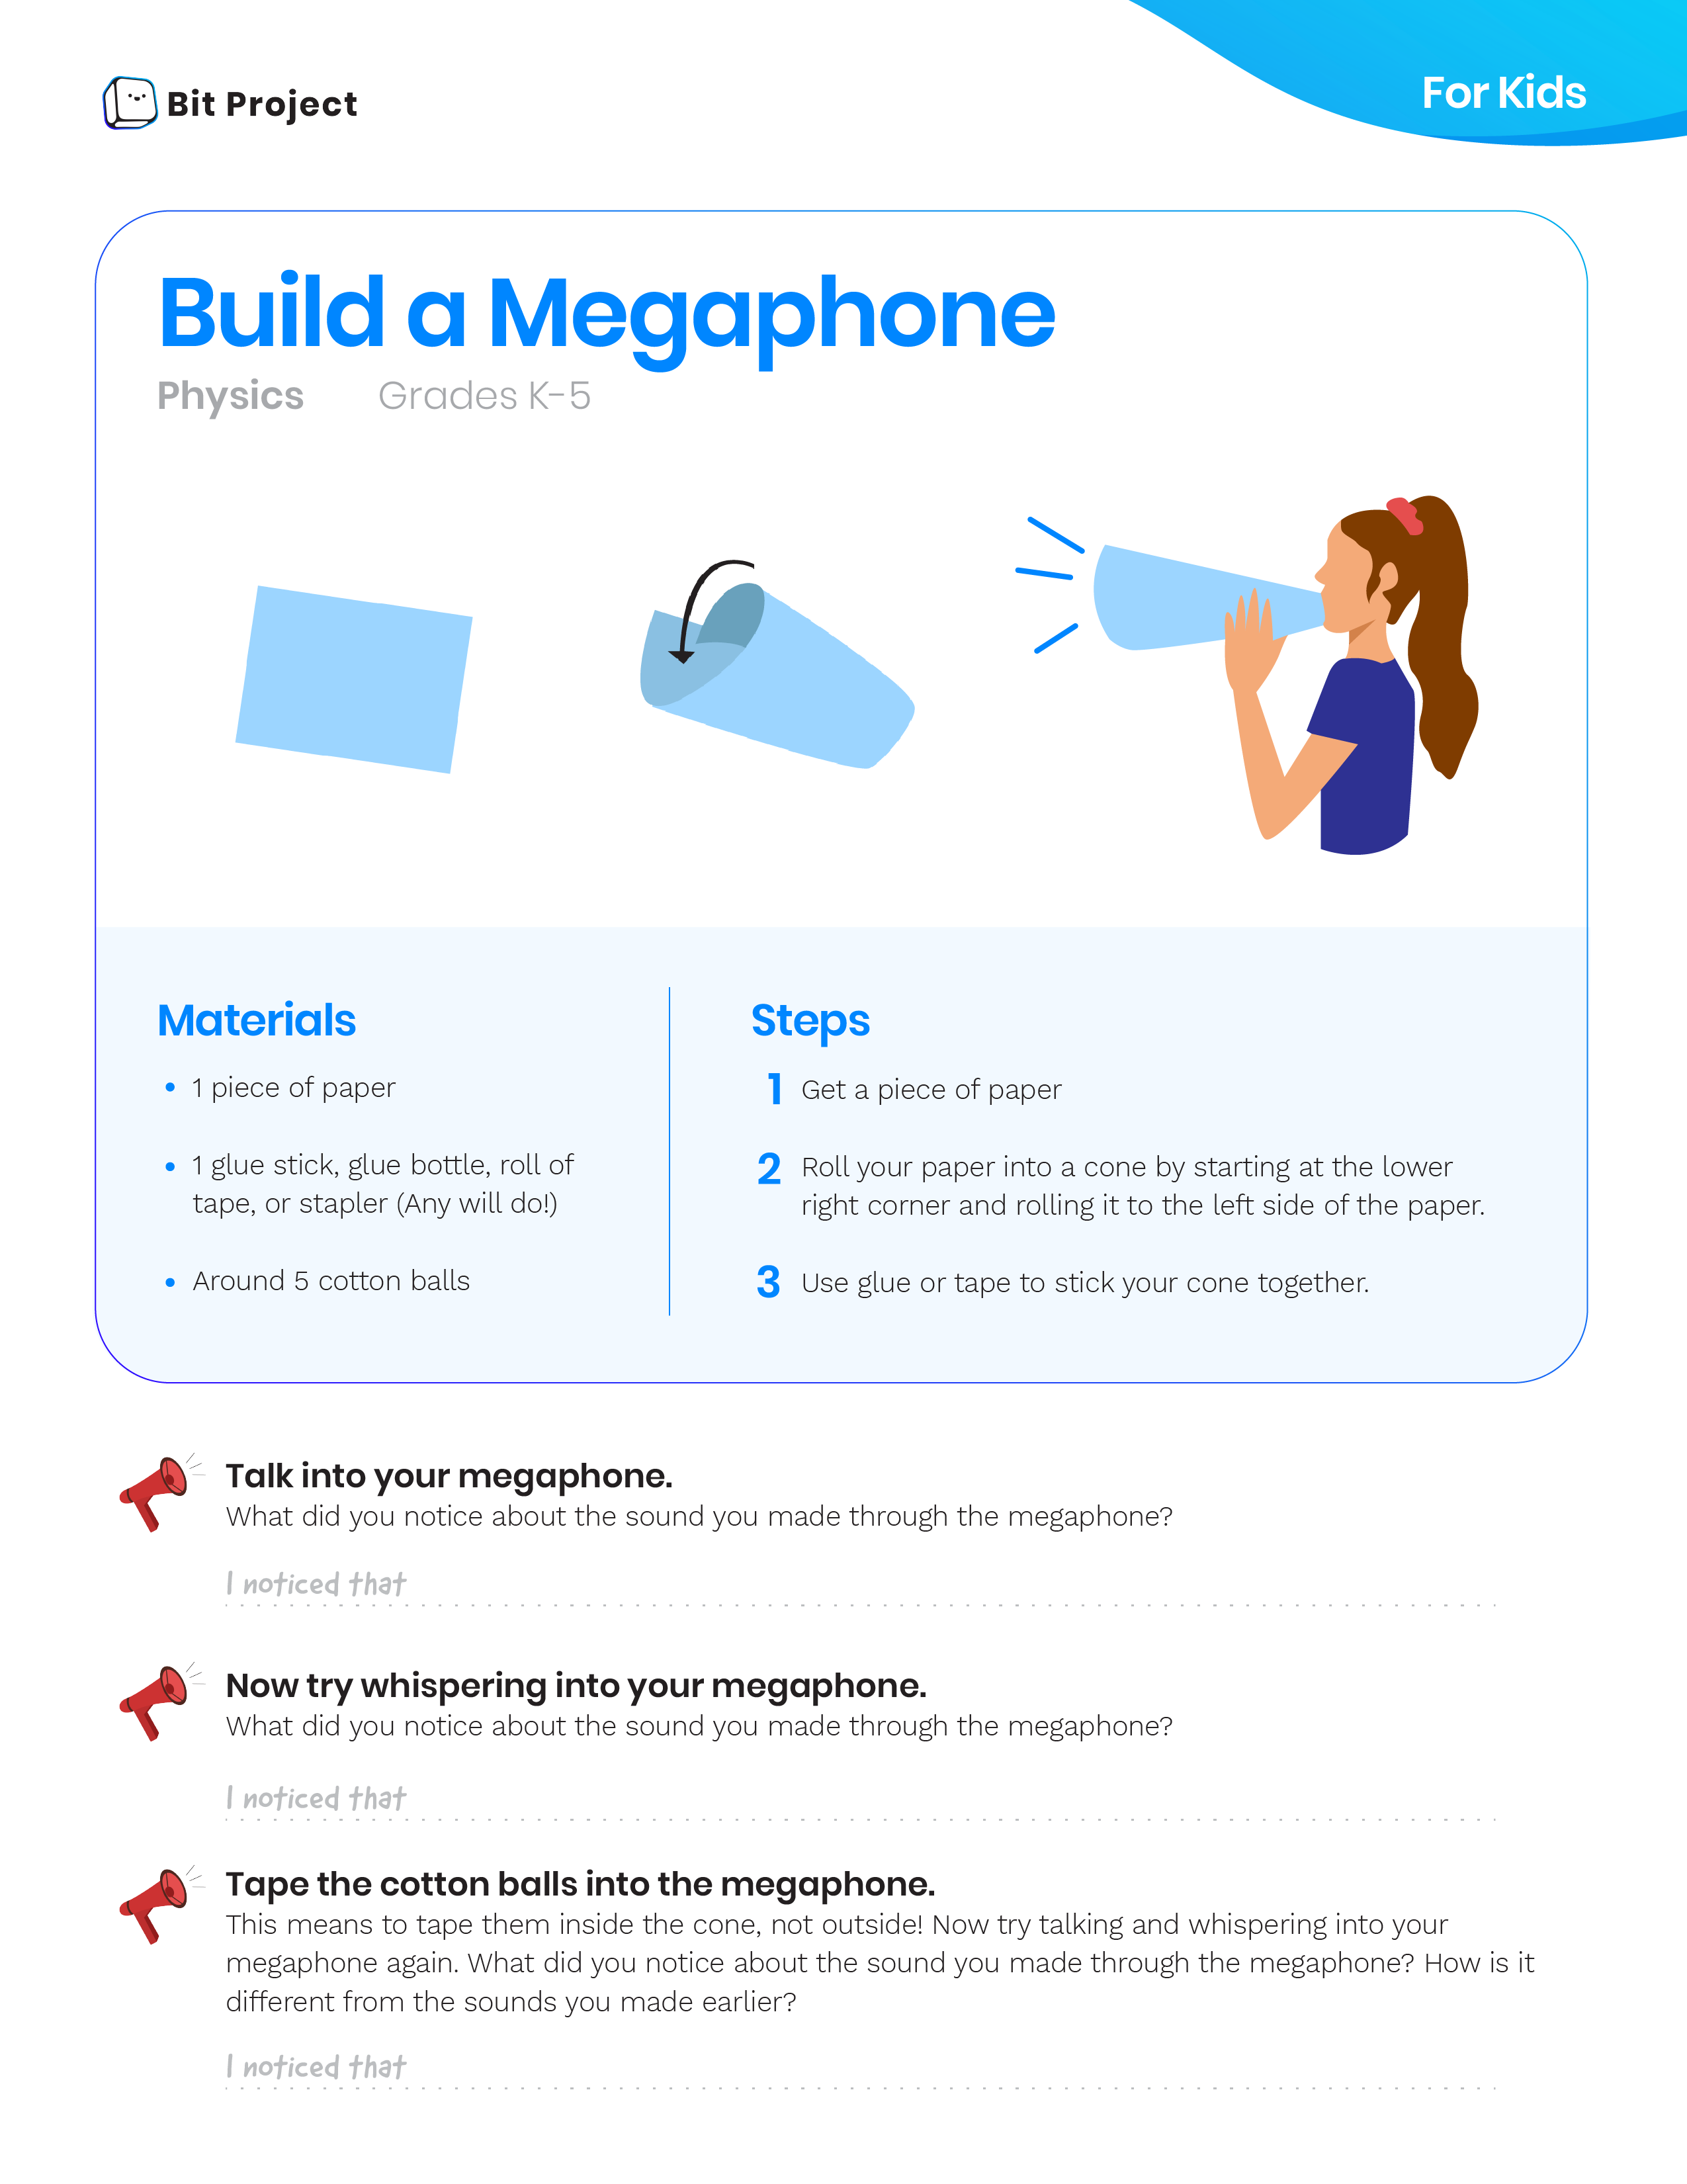 Bit Project
For Kids
Build a Megaphone
Physics Grades K-5
Materials
• 1 piece of paper
• 1 glue stick, glue bottle, roll of
tape, or stapler (Any will do!)
• Around 5 cotton balls
Steps
1 Get a piece of paper
2 Roll your paper into a cone by starting at the lower
right corner and rolling it to the left side of the paper.
3 Use glue or tape to stick your cone together.
Talk into your megaphone.
What did you notice about the sound you made through the megaphone?
I noticed that
Now try whispering into your megaphone.
What did you notice about the sound you made through the megaphone?
I noticed that
Tape the cotton balls into the megaphone.
This means to tape them inside the cone, not outside! Now try talking and whispering into your
megaphone again. What did you notice about the sound you made through the megaphone? How is it
different from the sounds you made earlier?
I noticed that